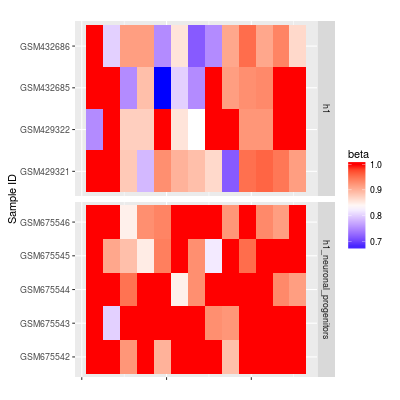 GSM432686
GSM432685
GSM429322
GSM429321
h1
GSM675546
GSM675545
GSM675544
GSM675543
GSM675542
h1_neuronal_progenitors
Sample ID
beta
1.0
0.9
0.8
0.7